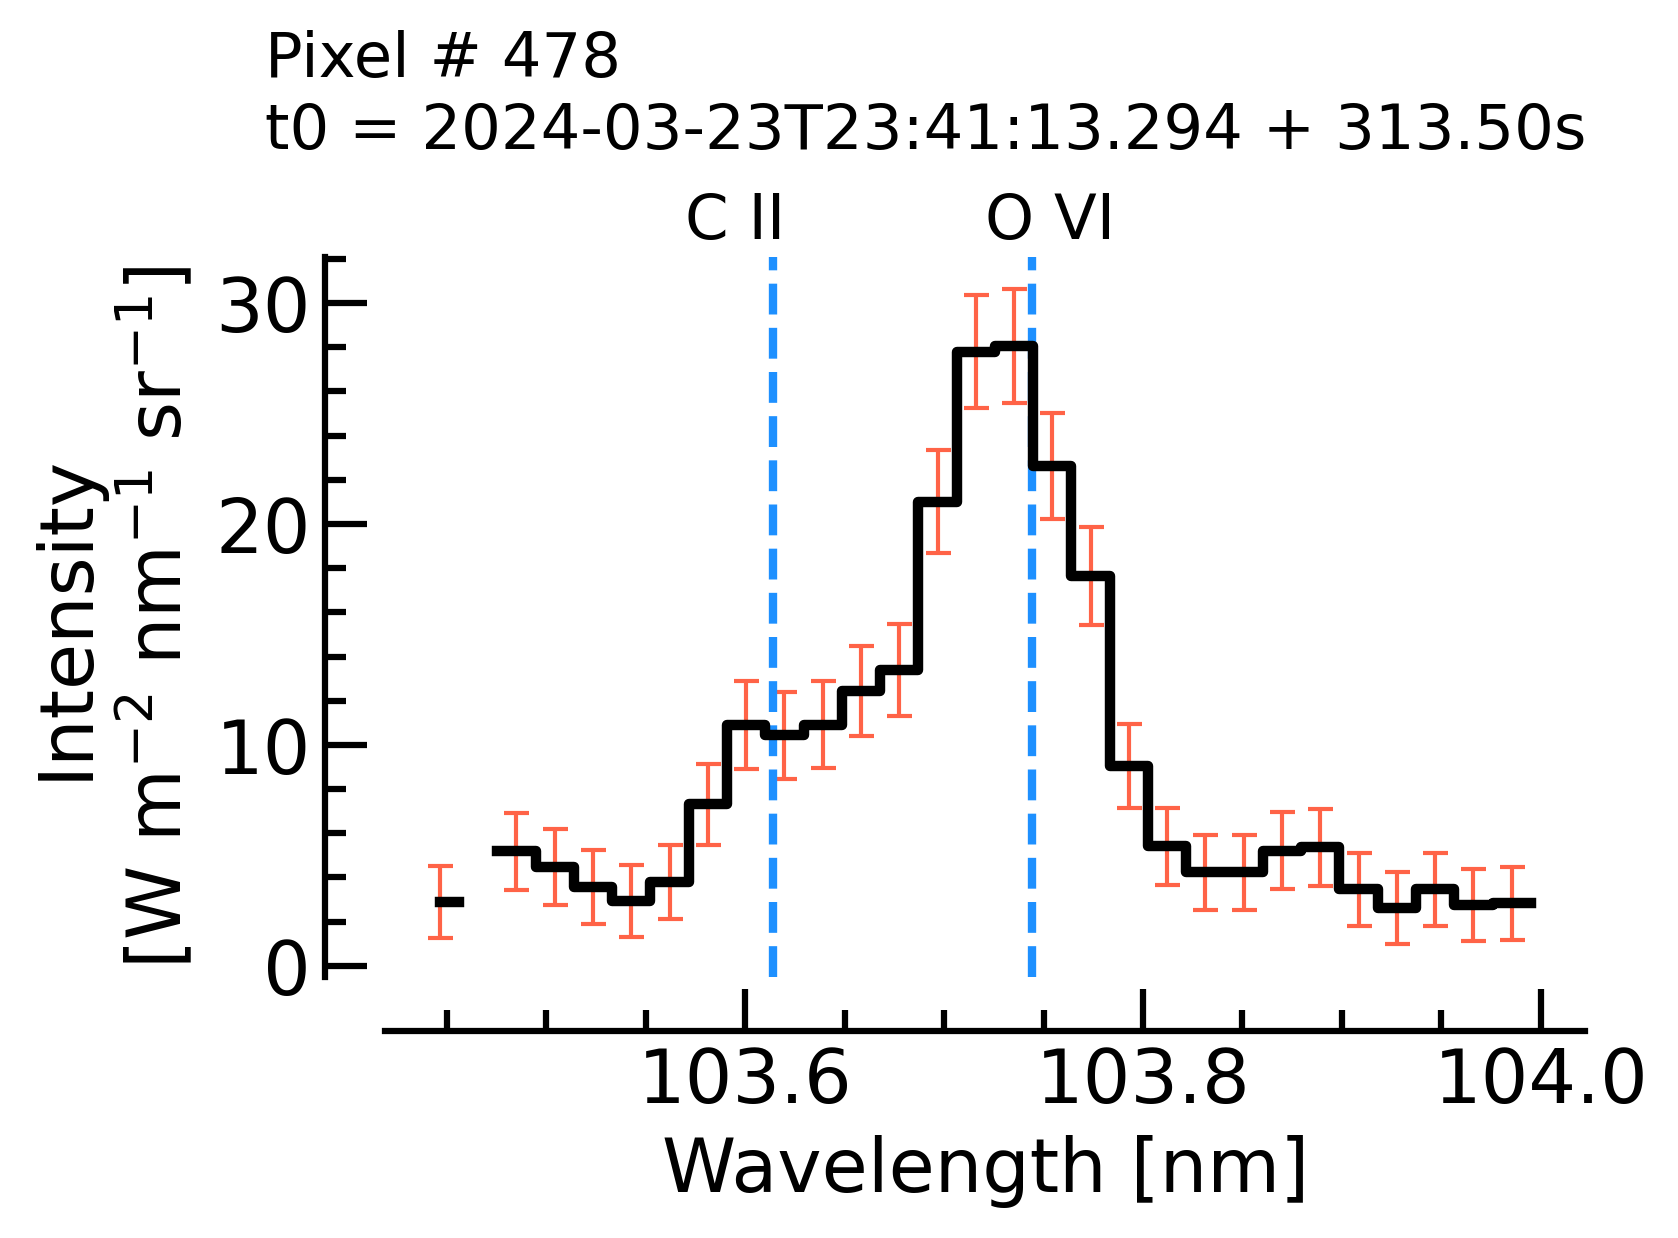 Pixel # 478
t0 = 2024-03-23T23:41:13.294 + 313.50s
C II O VI
Intensity
[W m⁻² nm⁻¹ sr⁻¹]
30
20
10
0
103.6 103.8 104.0
Wavelength [nm]